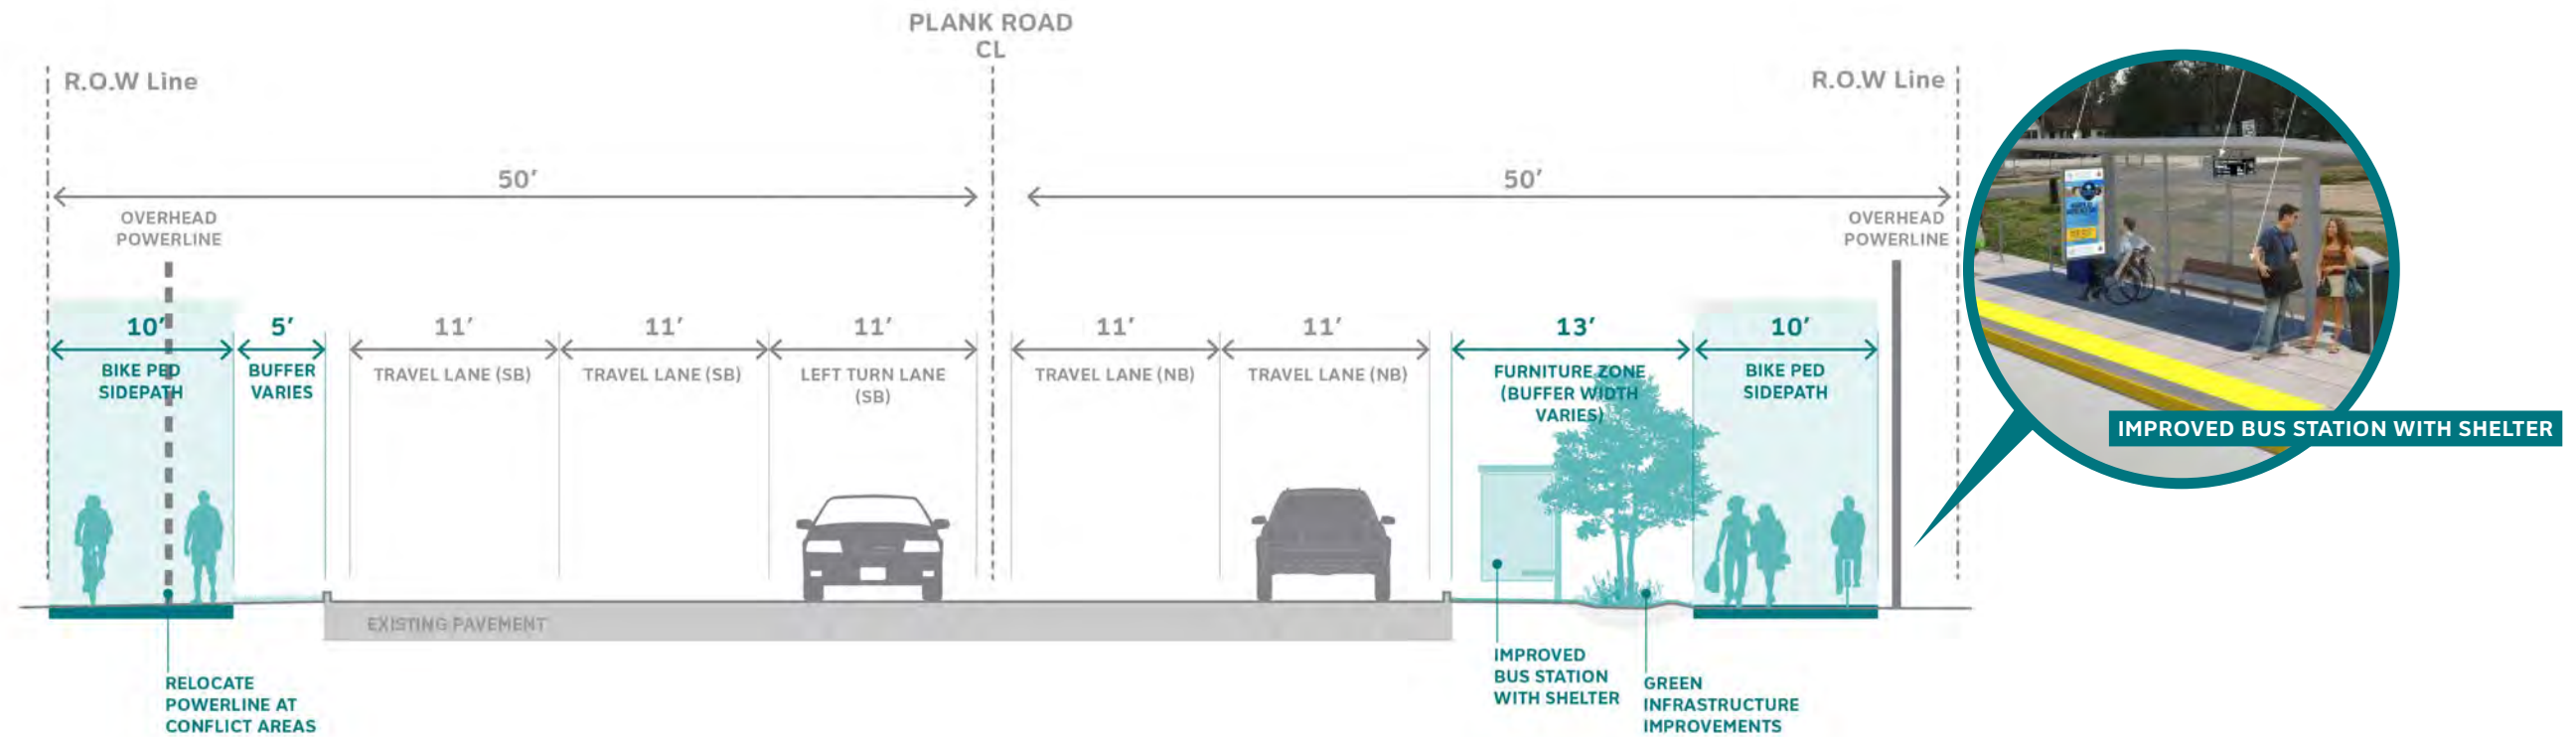 PLANK ROAD
CL
R.O.W Line
R.O.W Line
50’
50’
OVERHEAD
POWERLINE
OVERHEAD
POWERLINE
10’
BIKE PED
SIDEPATH
5’
BUFFER
VARIES
11’
TRAVEL LANE (SB)
11’
TRAVEL LANE (SB)
11’
LEFT TURN LANE
(SB)
11’
TRAVEL LANE (NB)
11’
TRAVEL LANE (NB)
13’
FURNITURE ZONE
(BUFFER WIDTH
VARIES)
10’
BIKE PED
SIDEPATH
IMPROVED BUS STATION WITH SHELTER
EXISTING PAVEMENT
RELOCATE
POWERLINE AT
CONFLICT AREAS
IMPROVED
BUS STATION
WITH SHELTER
GREEN
INFRASTRUCTURE
IMPROVEMENTS